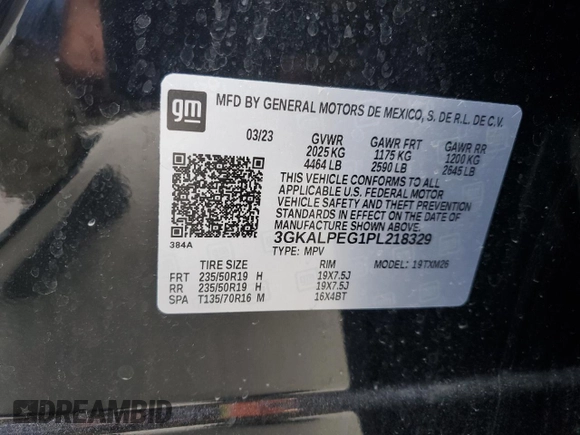 gm
MFD BY GENERAL MOTORS DE MEXICO, S. DE R.L. DE C.V.
03/23 GVWR GAWR FRT GAWR RR
2025 KG 1175 KG 1200 KG
4464 LB 2590 LB 2645 LB
THIS VEHICLE CONFORMS TO ALL
APPLICABLE U.S. FEDERAL MOTOR
VEHICLE SAFETY AND THEFT PREVENTION
STANDARDS IN EFFECT ON THE DATE OF
MANUFACTURE SHOWN ABOVE.
384A 3GKALPEG1PL218329
TYPE: MPV MODEL: 19TXM26
TIRE SIZE RIM
FRT 235/50R19 H 19X7.5J
RR 235/50R19 H 19X7.5J
SPA T135/70R16 M 16X4BT
DREAMBID